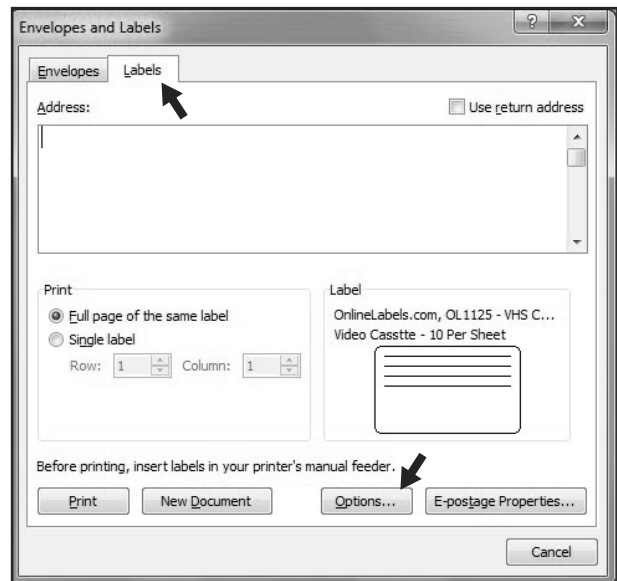 Envelopes and Labels
Envelopes Labels
Address: Use return address
Print
Full page of the same label
Single label
Row: 1 Column: 1
Label
OnlineLabels.com, OL1125 - VHS C...
Video Casstte - 10 Per Sheet
Before printing, insert labels in your printer's manual feeder.
Print New Document Options... E-postage Properties...
Cancel